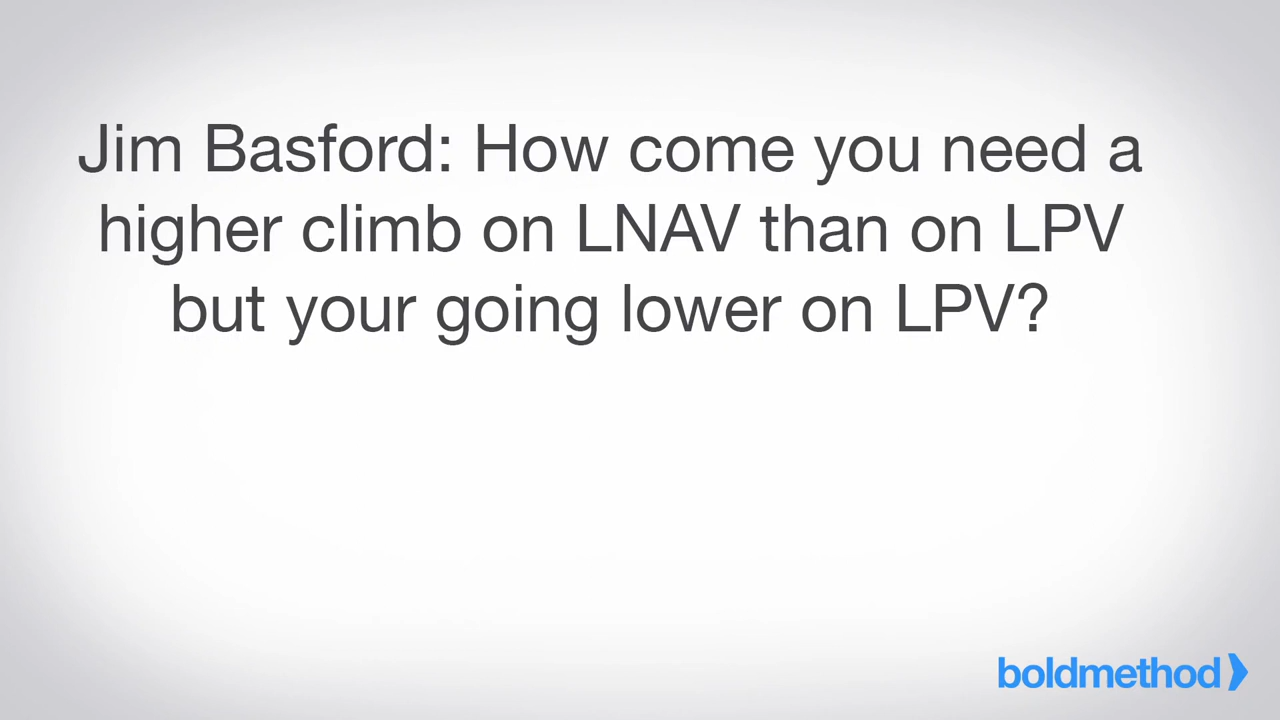 Jim Basford: How come you need a
higher climb on LNAV than on LPV
but your going lower on LPV?
boldmethod